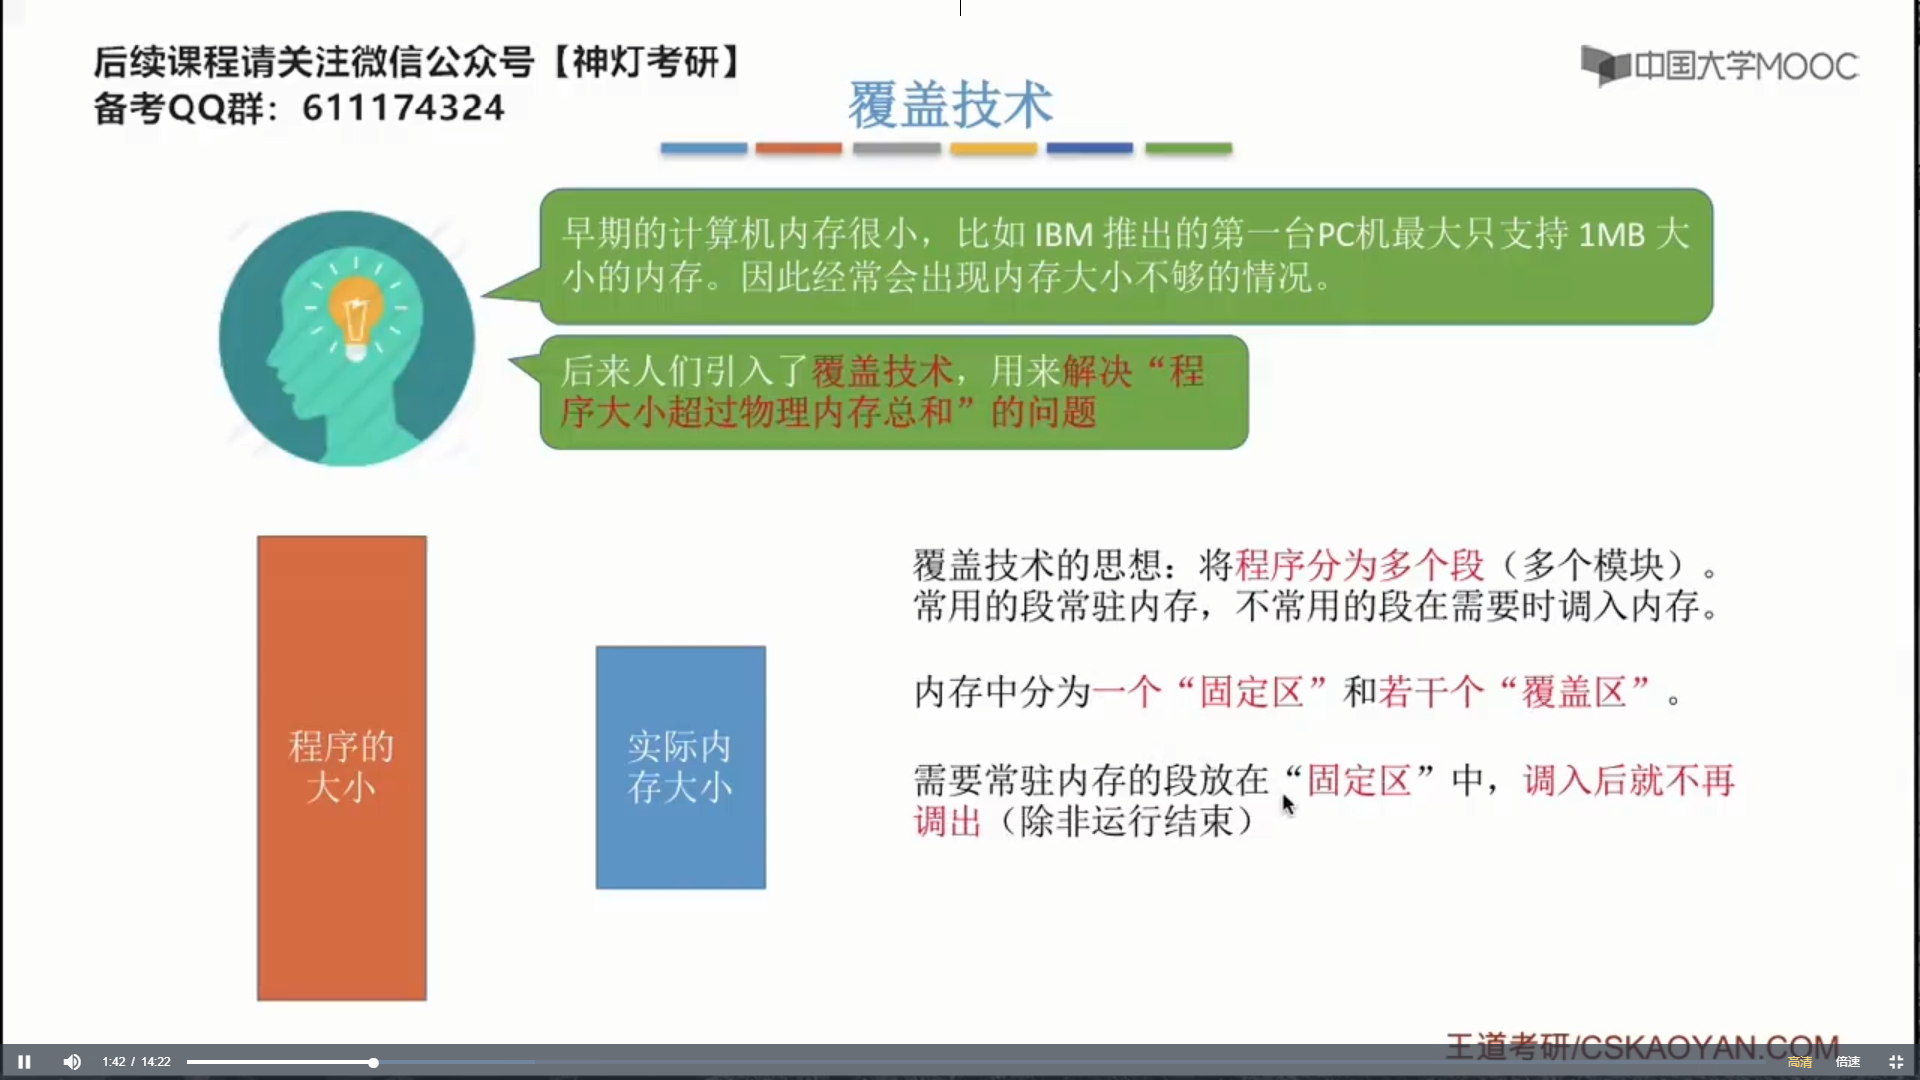 后续课程请关注微信公众号【神灯考研】
备考QQ群：611174324
中国大学MOOC
覆盖技术
早期的计算机内存很小，比如 IBM 推出的第一台PC机最大只支持 1MB 大
小的内存。因此经常会出现内存大小不够的情况。
后来人们引入了覆盖技术，用来解决“程
序大小超过物理内存总和”的问题
程序的
大小
实际内
存大小
覆盖技术的思想：将程序分为多个段（多个模块）。
常用的段常驻内存，不常用的段在需要时调入内存。
内存中分为一个“固定区”和若干个“覆盖区”。
需要常驻内存的段放在“固定区”中，调入后就不再
调出（除非运行结束）
王道考研/CSKAOYAN.COM
1:42 / 14:22
高清
倍速